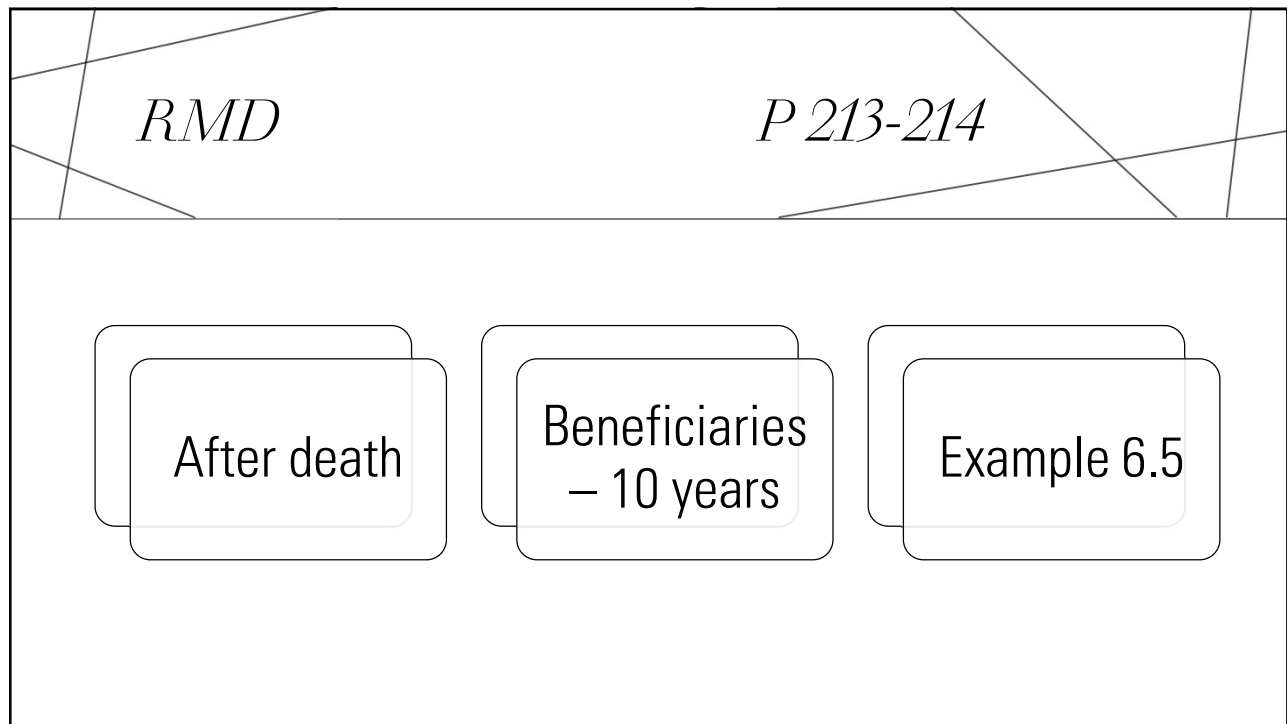 RMD P 213-214
After death
Beneficiaries
– 10 years
Example 6.5